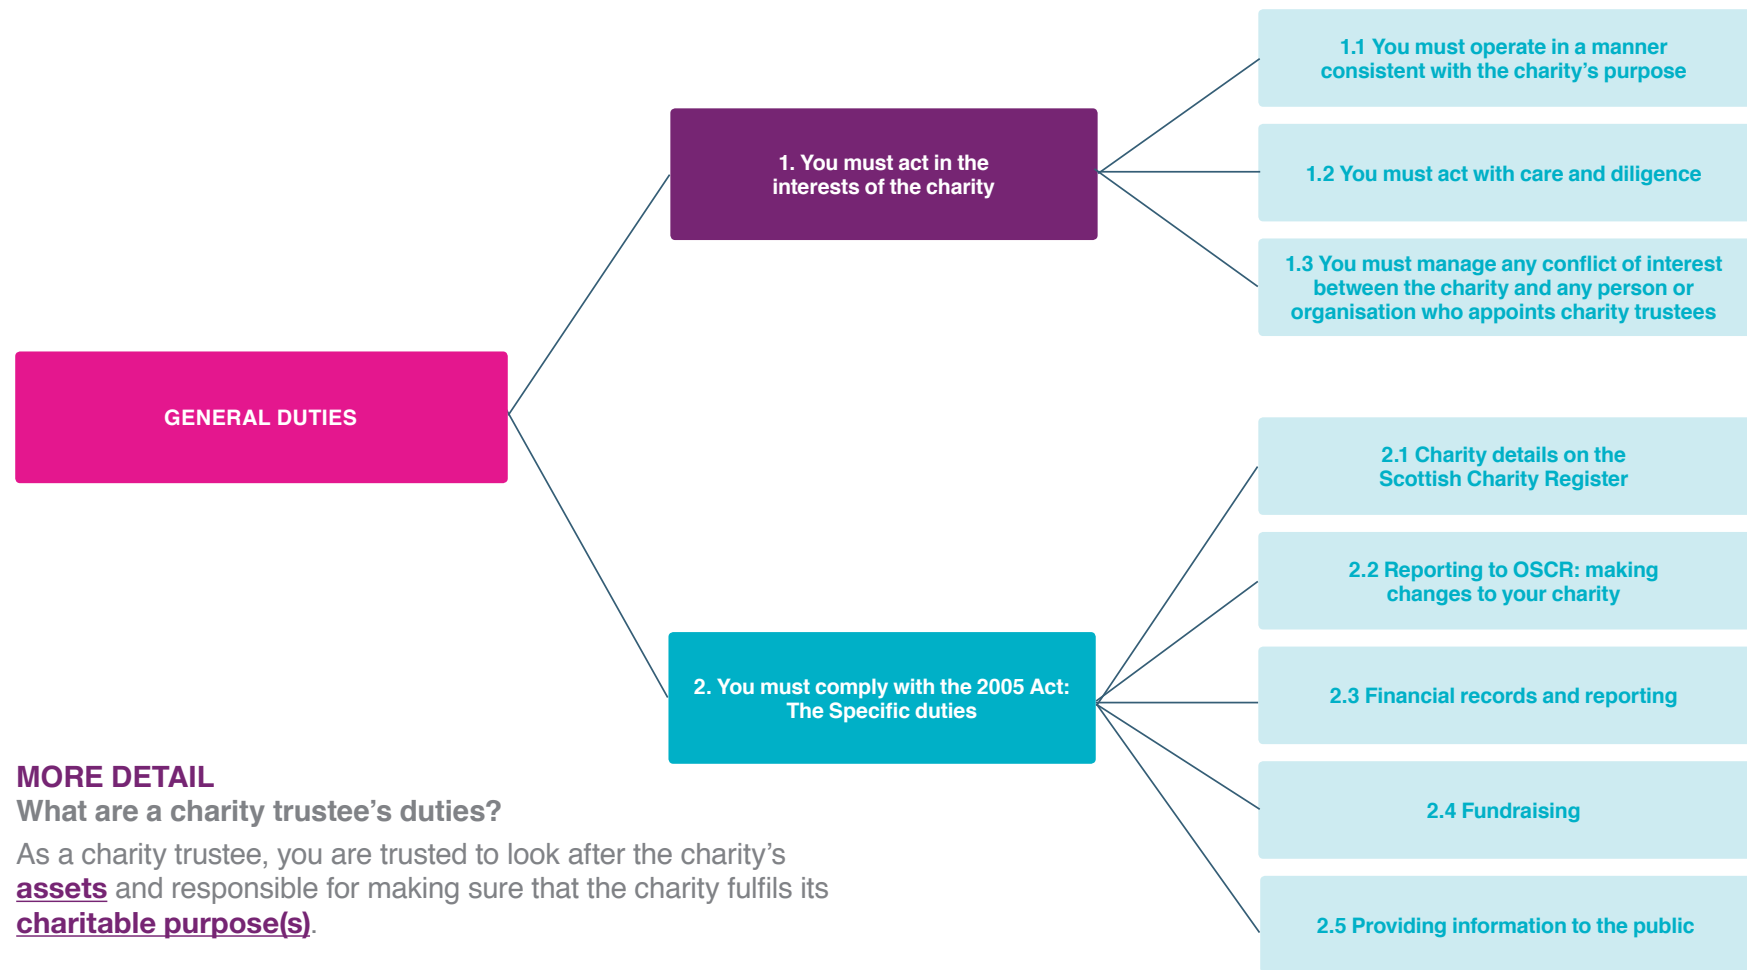 GENERAL DUTIES
1. You must act in the
interests of the charity
1.1 You must operate in a manner
consistent with the charity’s purpose
1.2 You must act with care and diligence
1.3 You must manage any conflict of interest
between the charity and any person or
organisation who appoints charity trustees
2. You must comply with the 2005 Act:
The Specific duties
2.1 Charity details on the
Scottish Charity Register
2.2 Reporting to OSCR: making
changes to your charity
2.3 Financial records and reporting
2.4 Fundraising
2.5 Providing information to the public
MORE DETAIL
What are a charity trustee’s duties?
As a charity trustee, you are trusted to look after the charity’s
assets and responsible for making sure that the charity fulfils its
charitable purpose(s).